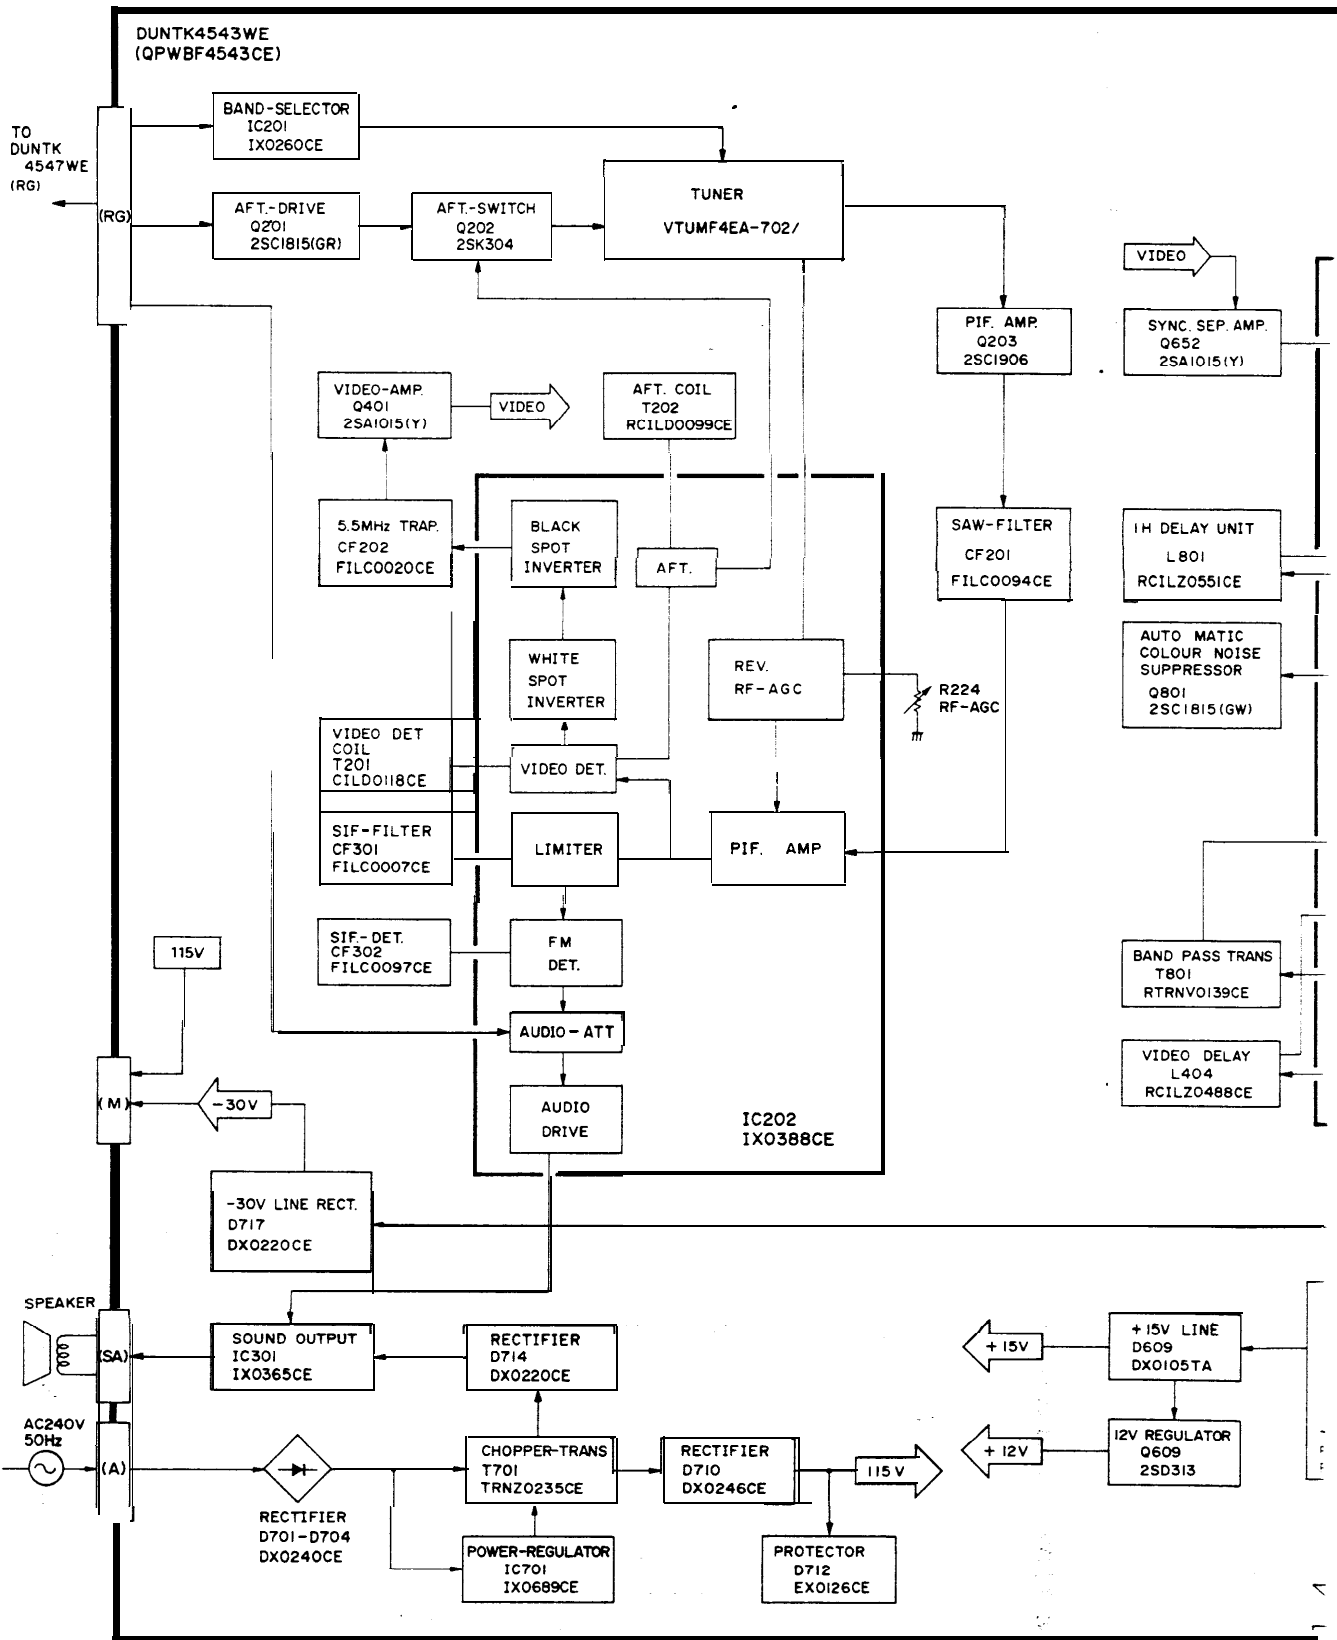 DUNTK4543WE
(QPWBF4543CE)
TO
DUNTK
4547WE
(RG)
(RG)
BAND-SELECTOR
IC201
IX0260CE
AFT.-DRIVE
Q201
2SC1815(GR)
AFT.-SWITCH
Q202
2SK304
TUNER
VTUMF4EA-702/
VIDEO
PIF. AMP.
Q203
2SC1906
SYNC. SEP. AMP.
Q652
2SA1015(Y)
VIDEO-AMP.
Q401
2SA1015(Y)
VIDEO
AFT. COIL
T202
RCILD0099CE
5.5MHz TRAP.
CF202
FILC0020CE
BLACK
SPOT
INVERTER
AFT.
SAW-FILTER
CF201
FILC0094CE
1H DELAY UNIT
L801
RCILZ0551CE
WHITE
SPOT
INVERTER
REV.
RF-AGC
R224
RF-AGC
AUTO MATIC
COLOUR NOISE
SUPPRESSOR
Q801
2SC1815(GW)
VIDEO DET
COIL
T201
CILD0118CE
VIDEO DET.
SIF-FILTER
CF301
FILC0007CE
LIMITER
PIF. AMP
SIF.-DET.
CF302
FILC0097CE
FM
DET.
115V
BAND PASS TRANS
T801
RTRNV0139CE
AUDIO-ATT
VIDEO DELAY
L404
RCILZ0488CE
(M)
-30V
AUDIO
DRIVE
IC202
IX0388CE
-30V LINE RECT.
D717
DX0220CE
SPEAKER
(SA)
SOUND OUTPUT
IC301
IX0365CE
RECTIFIER
D714
DX0220CE
+15V
+15V LINE
D609
DX0105TA
AC240V
50Hz
(A)
CHOPPER-TRANS
T701
TRNZ0235CE
RECTIFIER
D710
DX0246CE
115V
+12V
12V REGULATOR
Q609
2SD313
RECTIFIER
D701-D704
DX0240CE
POWER-REGULATOR
IC701
IX0689CE
PROTECTOR
D712
EX0126CE